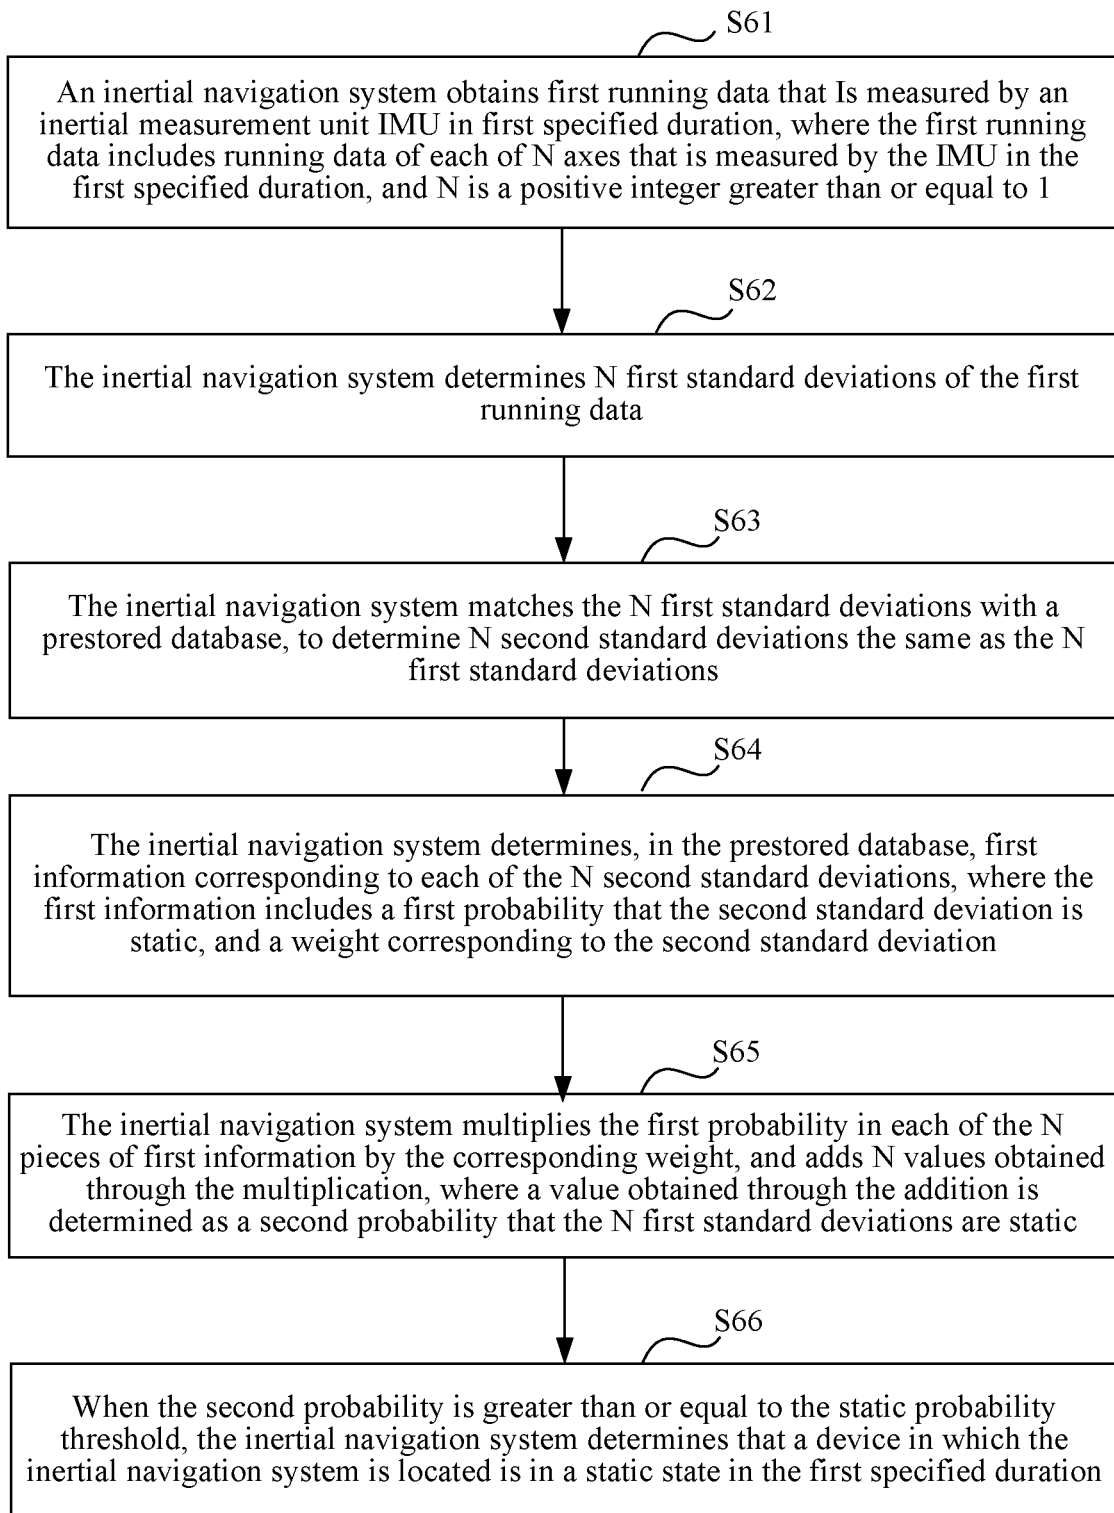 S61
An inertial navigation system obtains first running data that Is measured by an
inertial measurement unit IMU in first specified duration, where the first running
data includes running data of each of N axes that is measured by the IMU in the
first specified duration, and N is a positive integer greater than or equal to 1
S62
The inertial navigation system determines N first standard deviations of the first
running data
S63
The inertial navigation system matches the N first standard deviations with a
prestored database, to determine N second standard deviations the same as the N
first standard deviations
S64
The inertial navigation system determines, in the prestored database, first
information corresponding to each of the N second standard deviations, where the
first information includes a first probability that the second standard deviation is
static, and a weight corresponding to the second standard deviation
S65
The inertial navigation system multiplies the first probability in each of the N
pieces of first information by the corresponding weight, and adds N values obtained
through the multiplication, where a value obtained through the addition is
determined as a second probability that the N first standard deviations are static
S66
When the second probability is greater than or equal to the static probability
threshold, the inertial navigation system determines that a device in which the
inertial navigation system is located is in a static state in the first specified duration